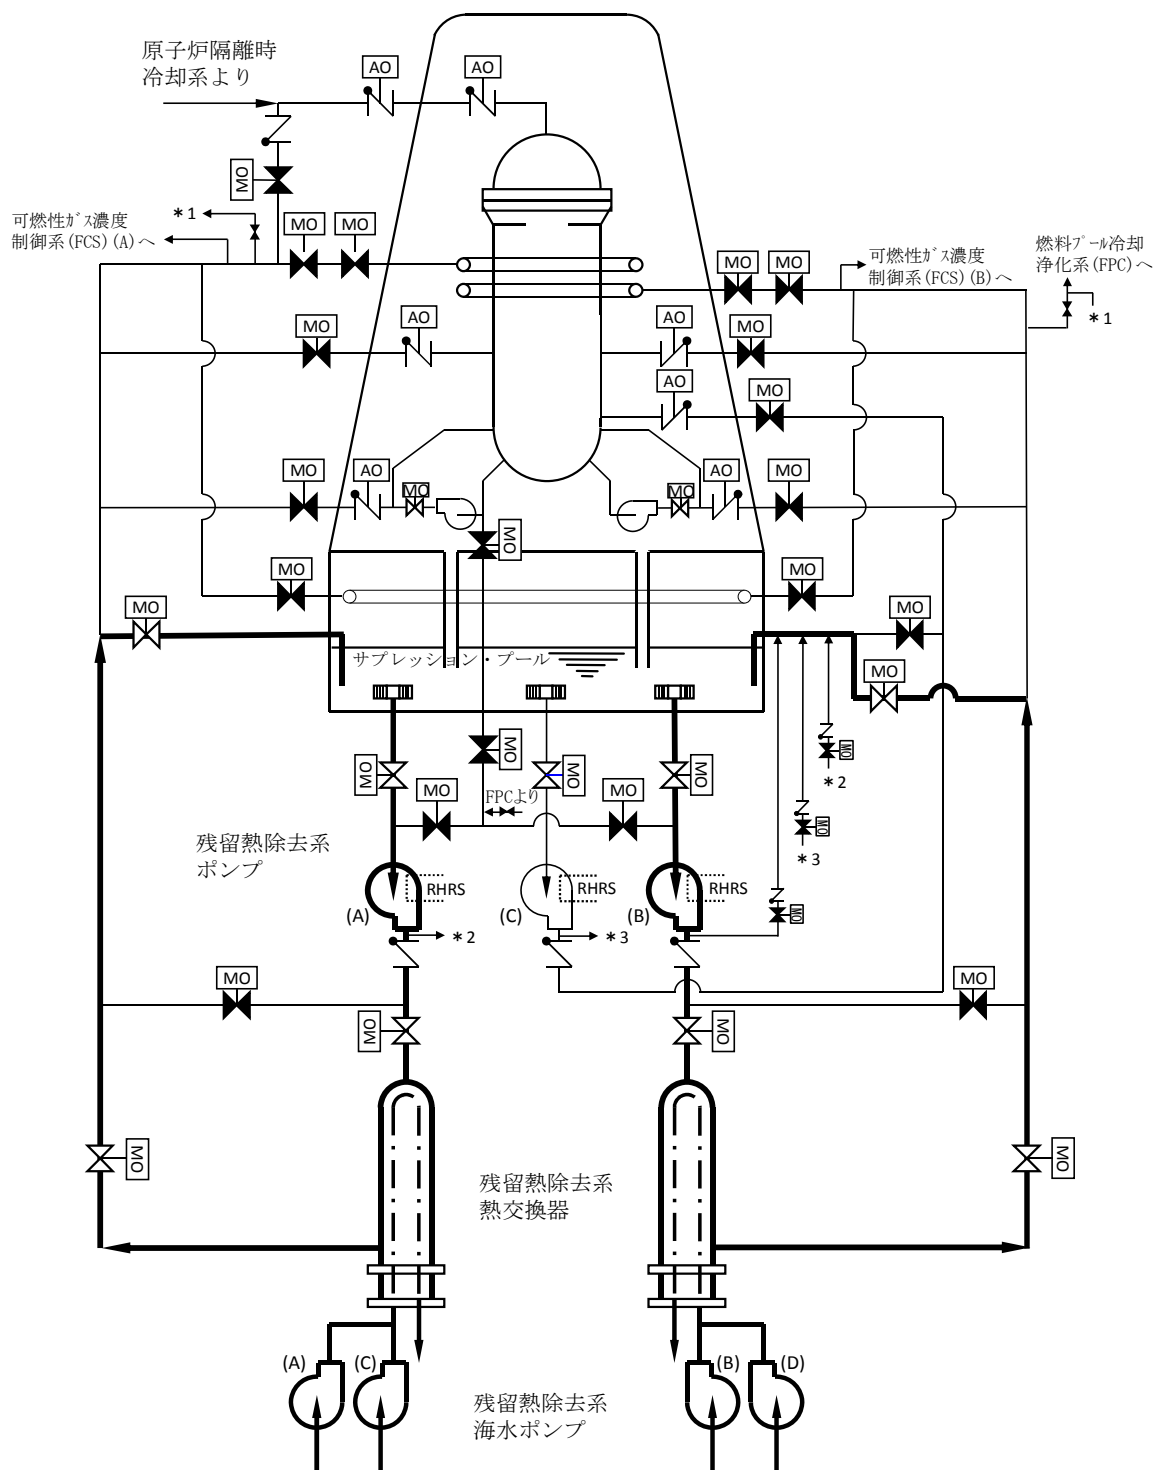 原子炉隔離時
冷却系より
AO
AO
MO
可燃性ｶﾞｽ濃度
制御系(FCS)(A)へ
＊1
MO
MO
MO
MO
可燃性ｶﾞｽ濃度
制御系(FCS)(B)へ
燃料ﾌﾟｰﾙ冷却
浄化系(FPC)へ
＊1
MO
AO
AO
MO
AO
MO
MO
AO
MO
MO
AO
MO
MO
MO
MO
MO
MO
MO
サプレッション・プール
MO
MO
MO
MO
MO
MO
＊2
MO
FPCより
MO
MO
＊3
残留熱除去系
ポンプ
(A)
RHRS
(C)
RHRS
(B)
RHRS
MO
＊2
＊3
MO
MO
MO
MO
MO
MO
残留熱除去系
熱交換器
(A)
(C)
(B)
(D)
残留熱除去系
海水ポンプ